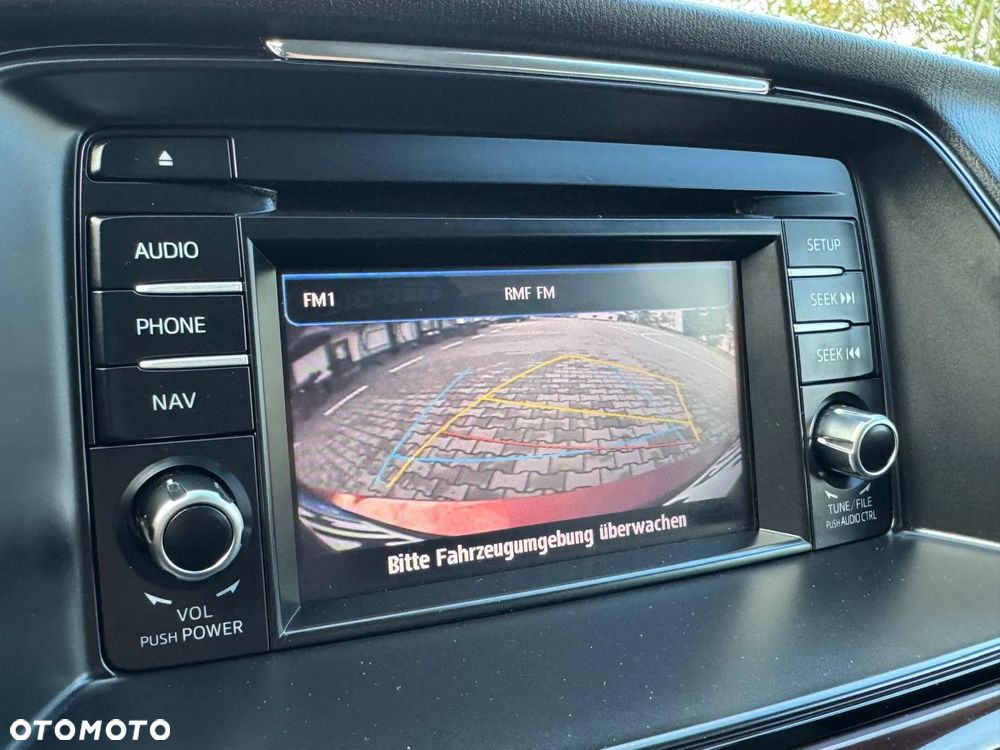 AUDIO
PHONE
NAV
VOL
PUSH POWER
FM1
RMF FM
Bitte Fahrzeugumgebung überwachen
SETUP
SEEK
SEEK
TUNE/FILE
PUSH AUDIO CTRL
OTOMOTO